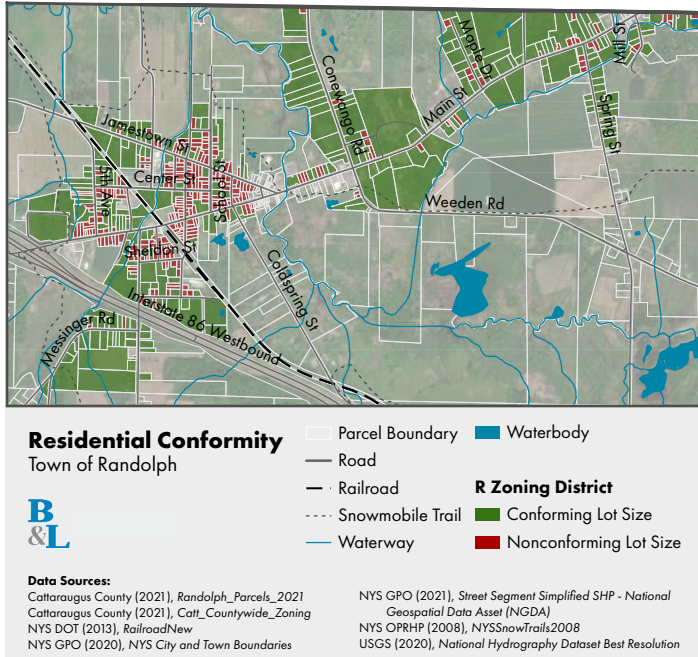 Maple Dr
Mill St
Conewango Rd
Main St
Spring St
Jamestown St
Center St
5th Ave
School St
Weeden Rd
Sheldon St
Coldspring St
Interstate 86 Westbound
Messinger Rd
Residential Conformity
Town of Randolph
B
&L
Parcel Boundary
Road
Railroad
Snowmobile Trail
Waterway
Waterbody
R Zoning District
Conforming Lot Size
Nonconforming Lot Size
Data Sources:
Cattaraugus County (2021), Randolph_Parcels_2021
Cattaraugus County (2021), Catt_Countywide_Zoning
NYS DOT (2013), RailroadNew
NYS GPO (2020), NYS City and Town Boundaries
NYS GPO (2021), Street Segment Simplified SHP - National
Geospatial Data Asset (NGDA)
NYS OPRHP (2008), NYSSnowTrails2008
USGS (2020), National Hydrography Dataset Best Resolution